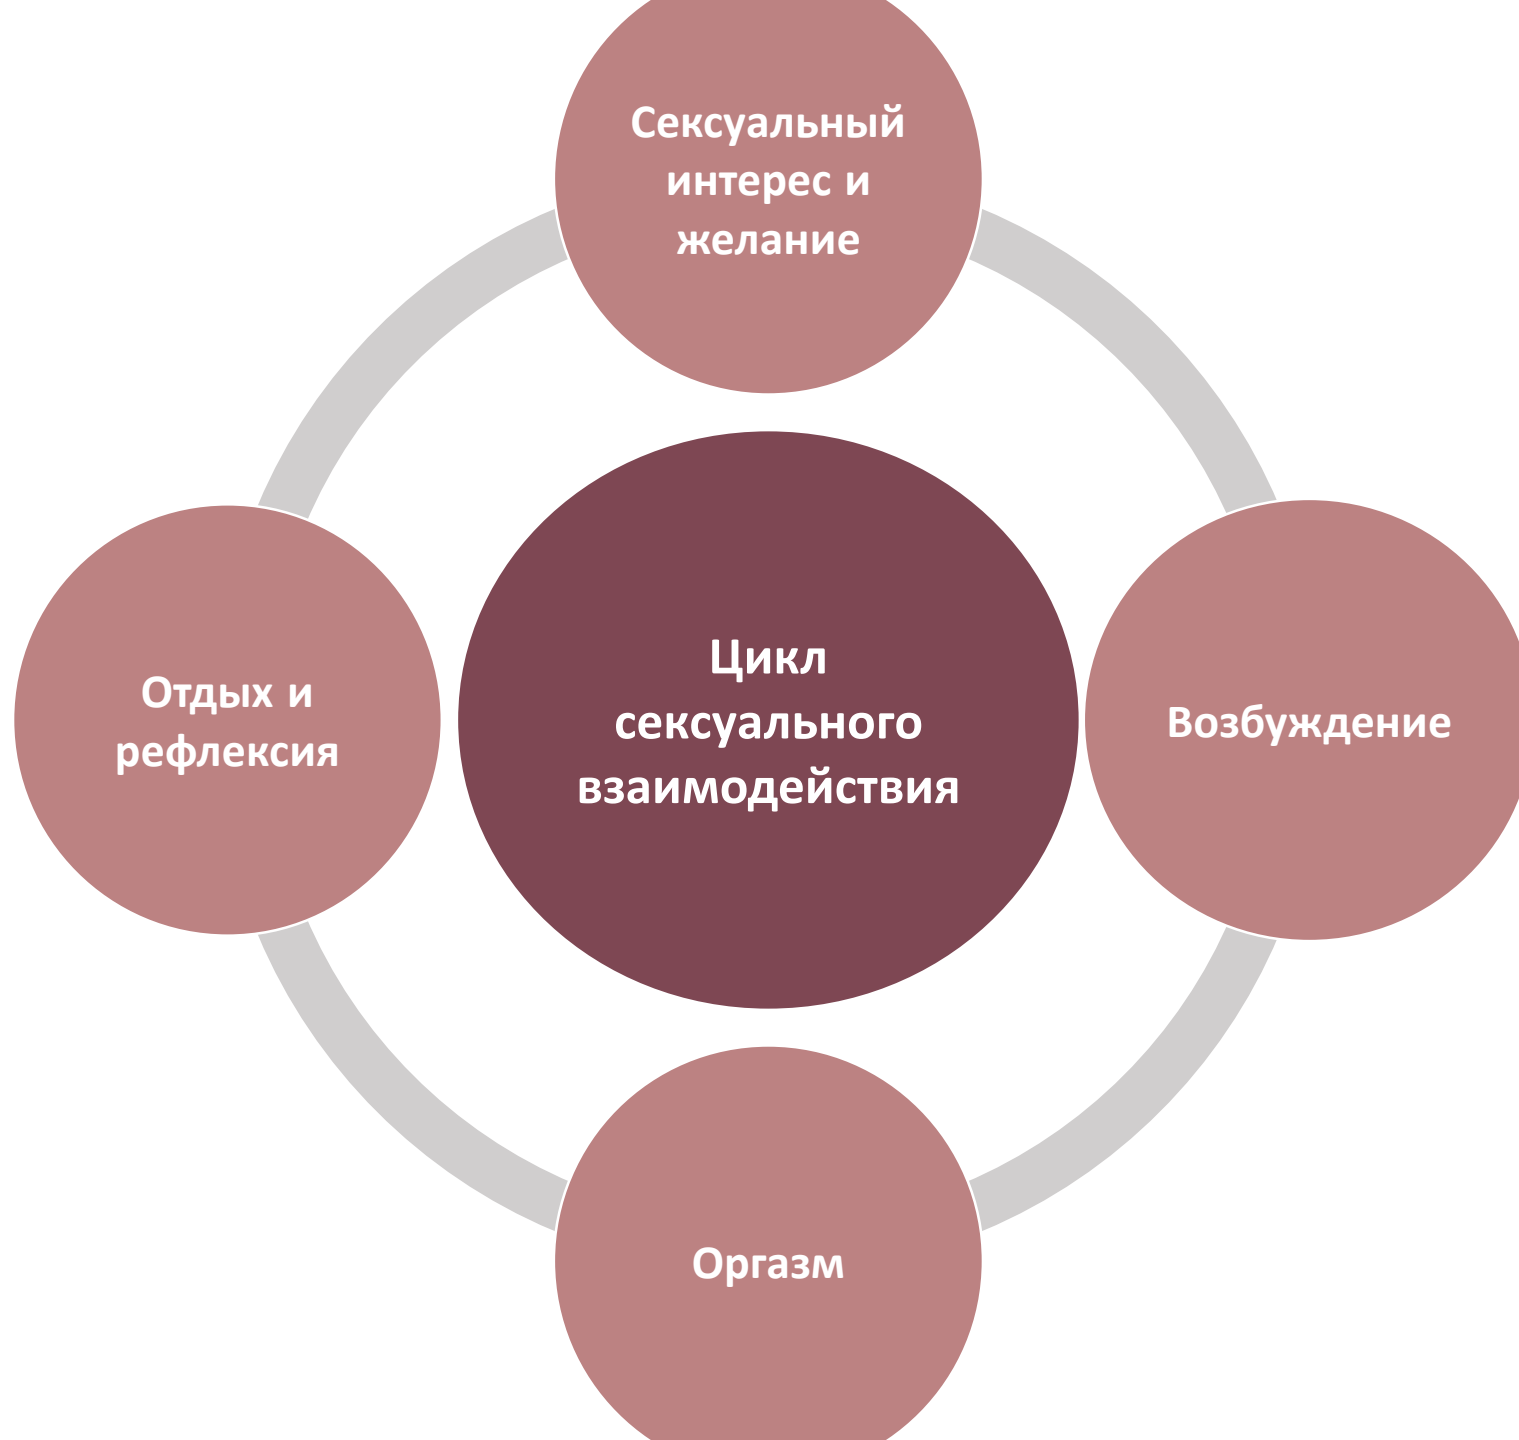 Сексуальный
интерес и
желание
Цикл
сексуального
взаимодействия
Возбуждение
Оргазм
Отдых и
рефлексия